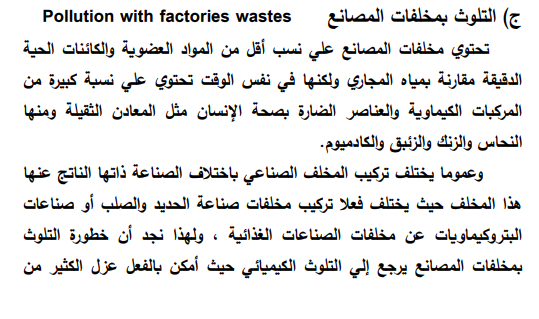 ج) التلوث بمخلفات المصانع Pollution with factories wastes
تحتوي مخلفات المصانع علي نسب أقل من المواد العضوية والكائنات الحية
الدقيقة مقارنة بمياه المجاري ولكنها في نفس الوقت تحتوي علي نسبة كبيرة من
المركبات الكيماوية والعناصر الضارة بصحة الإنسان مثل المعادن الثقيلة ومنها
النحاس والزنك والزئبق والكادميوم.
وعموما يختلف تركيب المخلف الصناعي باختلاف الصناعة ذاتها الناتج عنها
هذا المخلف حيث يختلف فعلا تركيب مخلفات صناعة الحديد والصلب أو صناعات
البتروكيماويات عن مخلفات الصناعات الغذائية ، ولهذا نجد أن خطورة التلوث
بمخلفات المصانع يرجع إلي التلوث الكيميائي حيث أمكن بالفعل عزل الكثير من